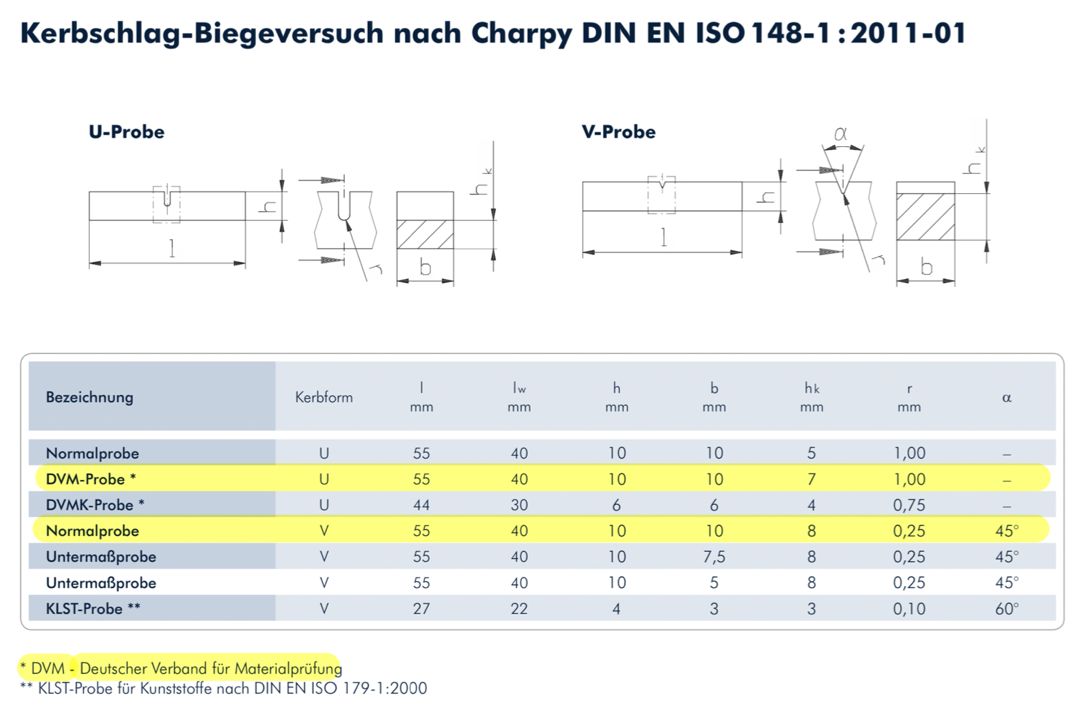 Kerbschlag-Biegeversuch nach Charpy DIN EN ISO 148-1 : 2011-01
U-Probe
h
l
r
b
h k
V-Probe
α
h
l
r
b
h k
Bezeichnung Kerbform l mm lw mm h mm b mm hk mm r mm α
Normalprobe U 55 40 10 10 5 1,00 –
DVM-Probe * U 55 40 10 10 7 1,00 –
DVMK-Probe * U 44 30 6 6 4 0,75 –
Normalprobe V 55 40 10 10 8 0,25 45°
Untermaßprobe V 55 40 10 7,5 8 0,25 45°
Untermaßprobe V 55 40 10 5 8 0,25 45°
KLST-Probe ** V 27 22 4 3 3 0,10 60°
* DVM - Deutscher Verband für Materialprüfung
** KLST-Probe für Kunststoffe nach DIN EN ISO 179-1:2000